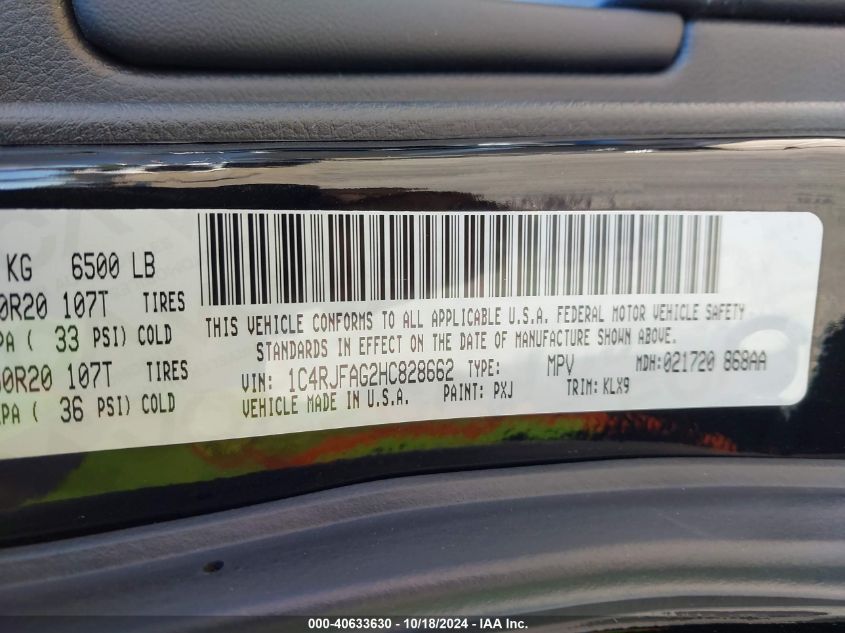 KG 6500 LB
0R20 107T TIRES
PA ( 33 PSI) COLD
50R20 107T TIRES
KPA ( 36 PSI) COLD
THIS VEHICLE CONFORMS TO ALL APPLICABLE U.S.A. FEDERAL MOTOR VEHICLE SAFETY
STANDARDS IN EFFECT ON THE DATE OF MANUFACTURE SHOWN ABOVE.
VIN: 1C4RJFAG2HC828662 TYPE: MPV MDH:021720 868AA
VEHICLE MADE IN U.S.A. PAINT: PXJ TRIM: KLX9
000-40633630 - 10/18/2024 - © IAA Inc.